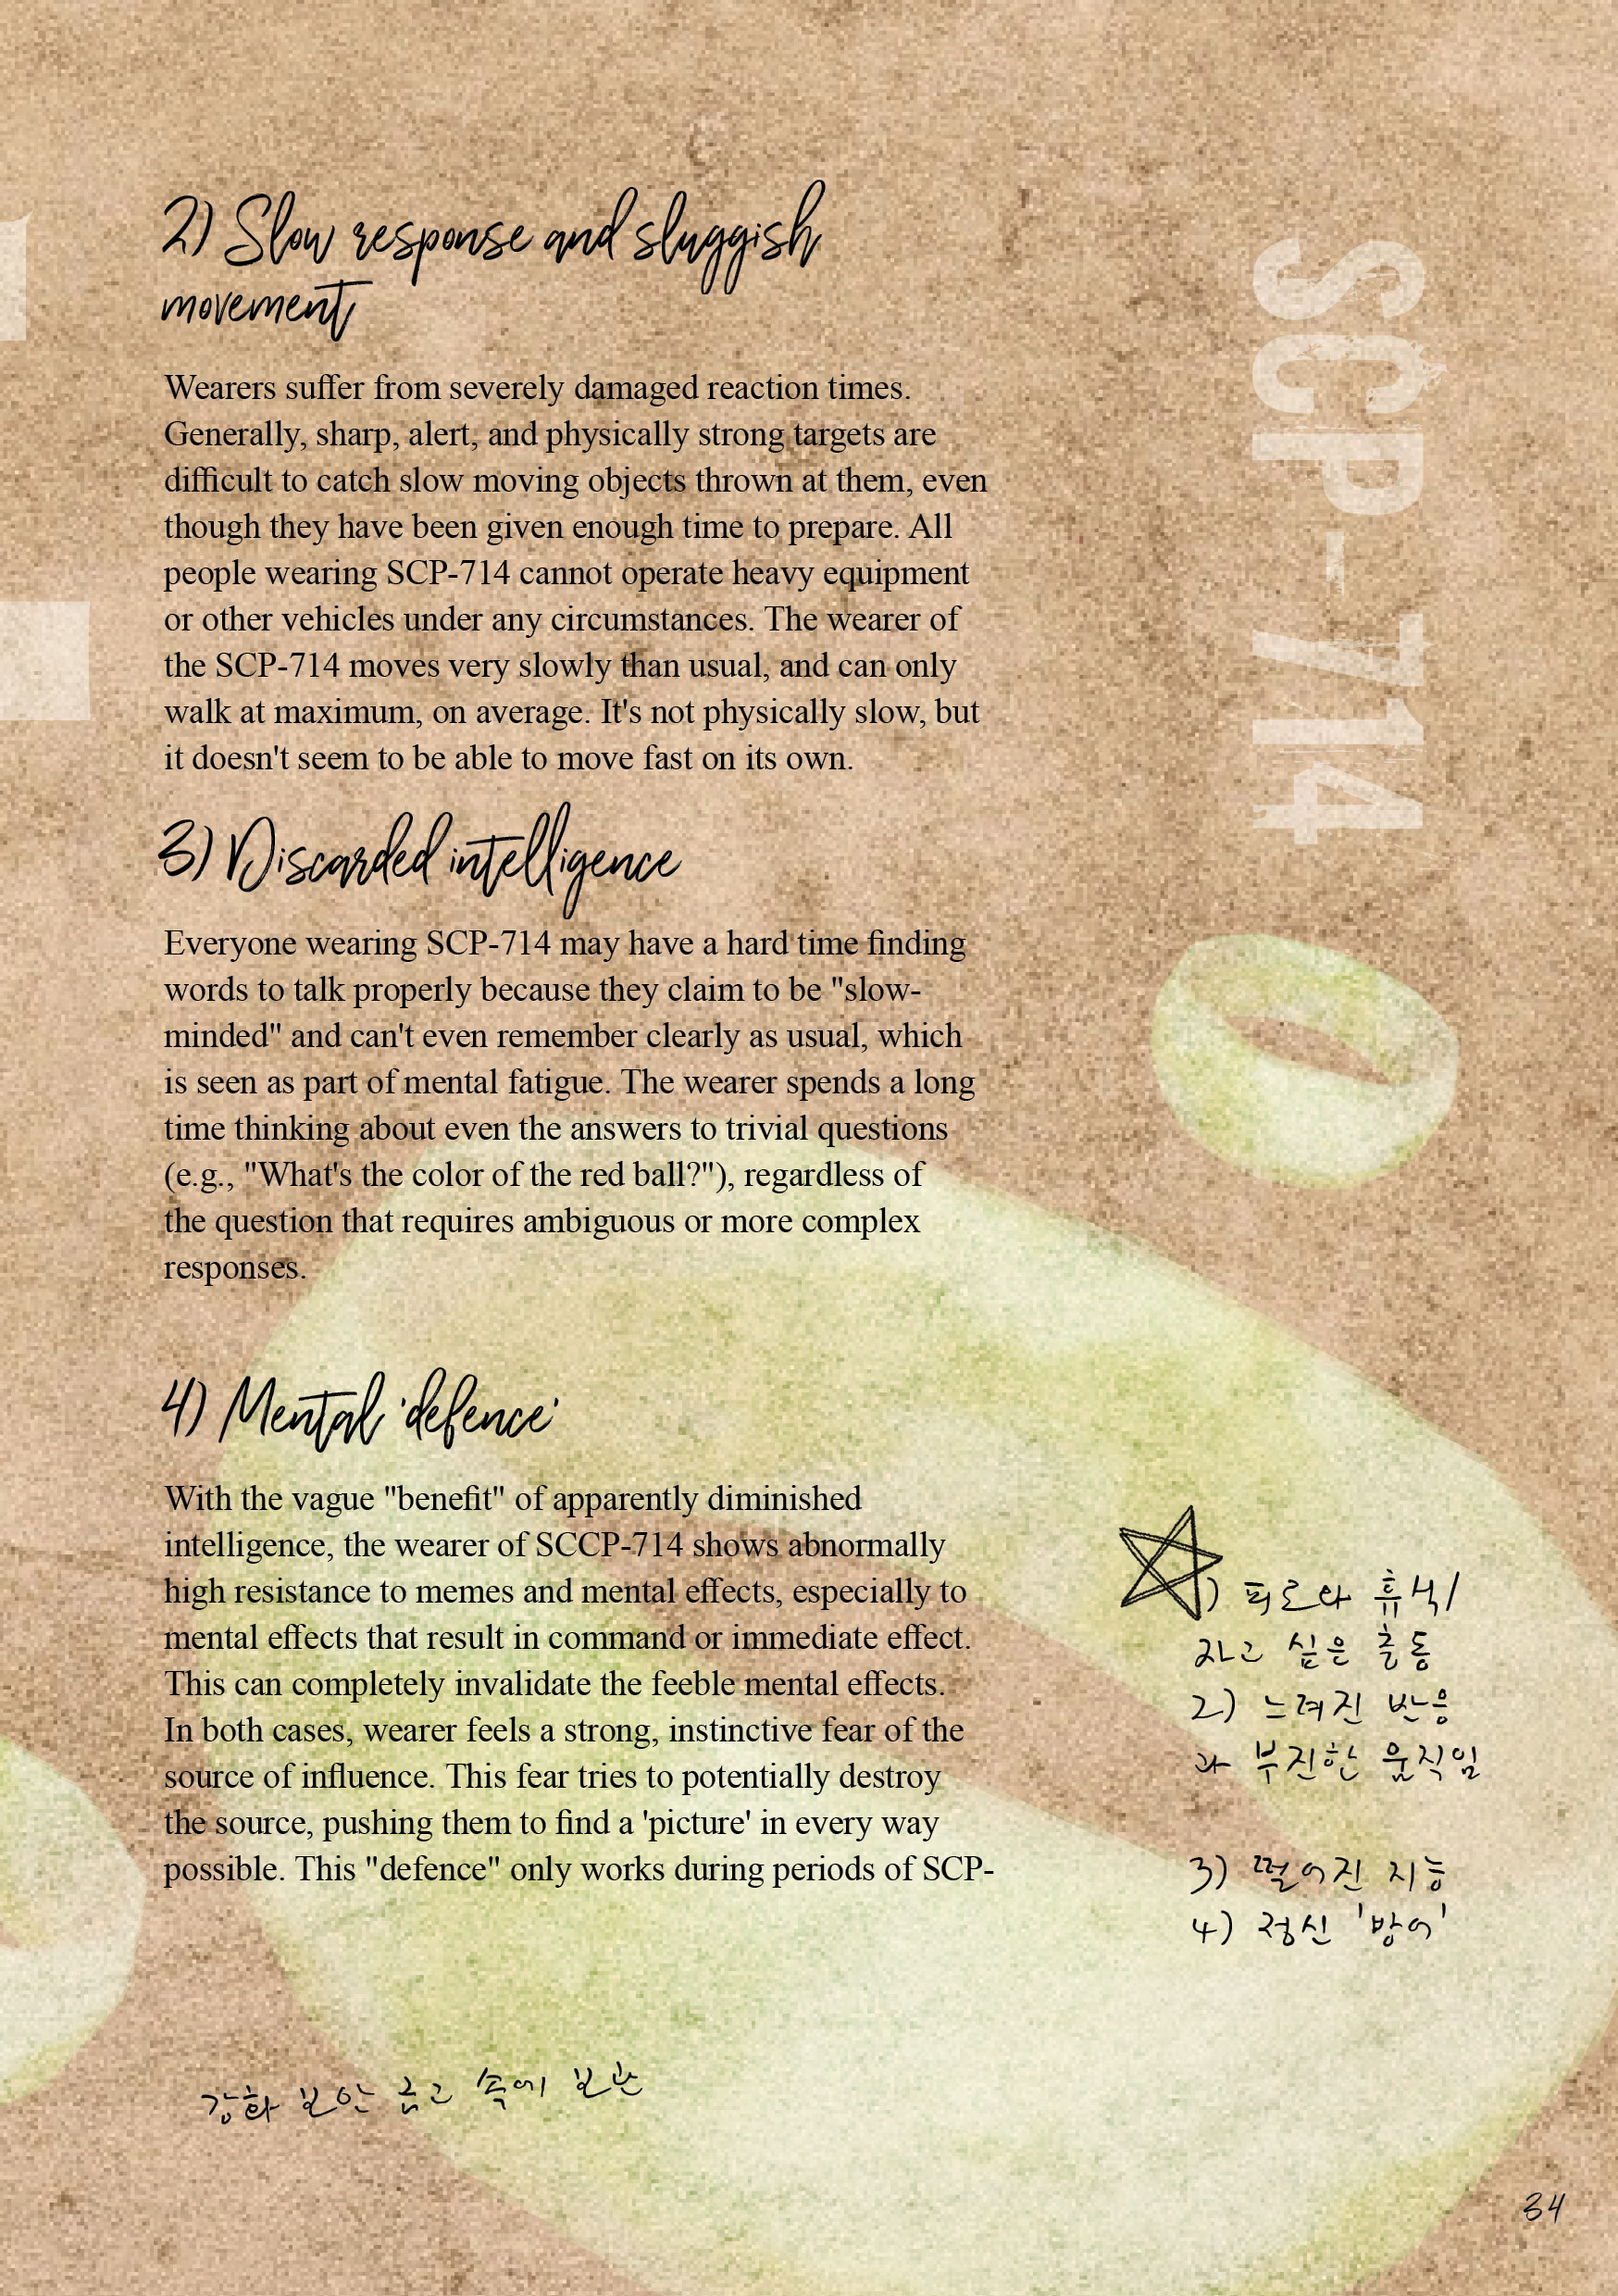 2) Slow response and sluggish
movement
Wearers suffer from severely damaged reaction times.
Generally, sharp, alert, and physically strong targets are
difficult to catch slow moving objects thrown at them, even
though they have been given enough time to prepare. All
people wearing SCP-714 cannot operate heavy equipment
or other vehicles under any circumstances. The wearer of
the SCP-714 moves very slowly than usual, and can only
walk at maximum, on average. It's not physically slow, but
it doesn't seem to be able to move fast on its own.
SCP-714
3) Discarded intelligence
Everyone wearing SCP-714 may have a hard time finding
words to talk properly because they claim to be "slow-
minded" and can't even remember clearly as usual, which
is seen as part of mental fatigue. The wearer spends a long
time thinking about even the answers to trivial questions
(e.g., "What's the color of the red ball?"), regardless of
the question that requires ambiguous or more complex
responses.
4) Mental 'defence'
With the vague "benefit" of apparently diminished
intelligence, the wearer of SCCP-714 shows abnormally
high resistance to memes and mental effects, especially to
mental effects that result in command or immediate effect.
This can completely invalidate the feeble mental effects.
In both cases, wearer feels a strong, instinctive fear of the
source of influence. This fear tries to potentially destroy
the source, pushing them to find a 'picture' in every way
possible. This "defence" only works during periods of SCP-
1) 피로와 휴식/
자고 싶은 충동
2) 느려진 반응
과 부진한 움직임
3) 떨어진 지능
4) 정신 '방어'
강화 보안 금고 속에 보관
34